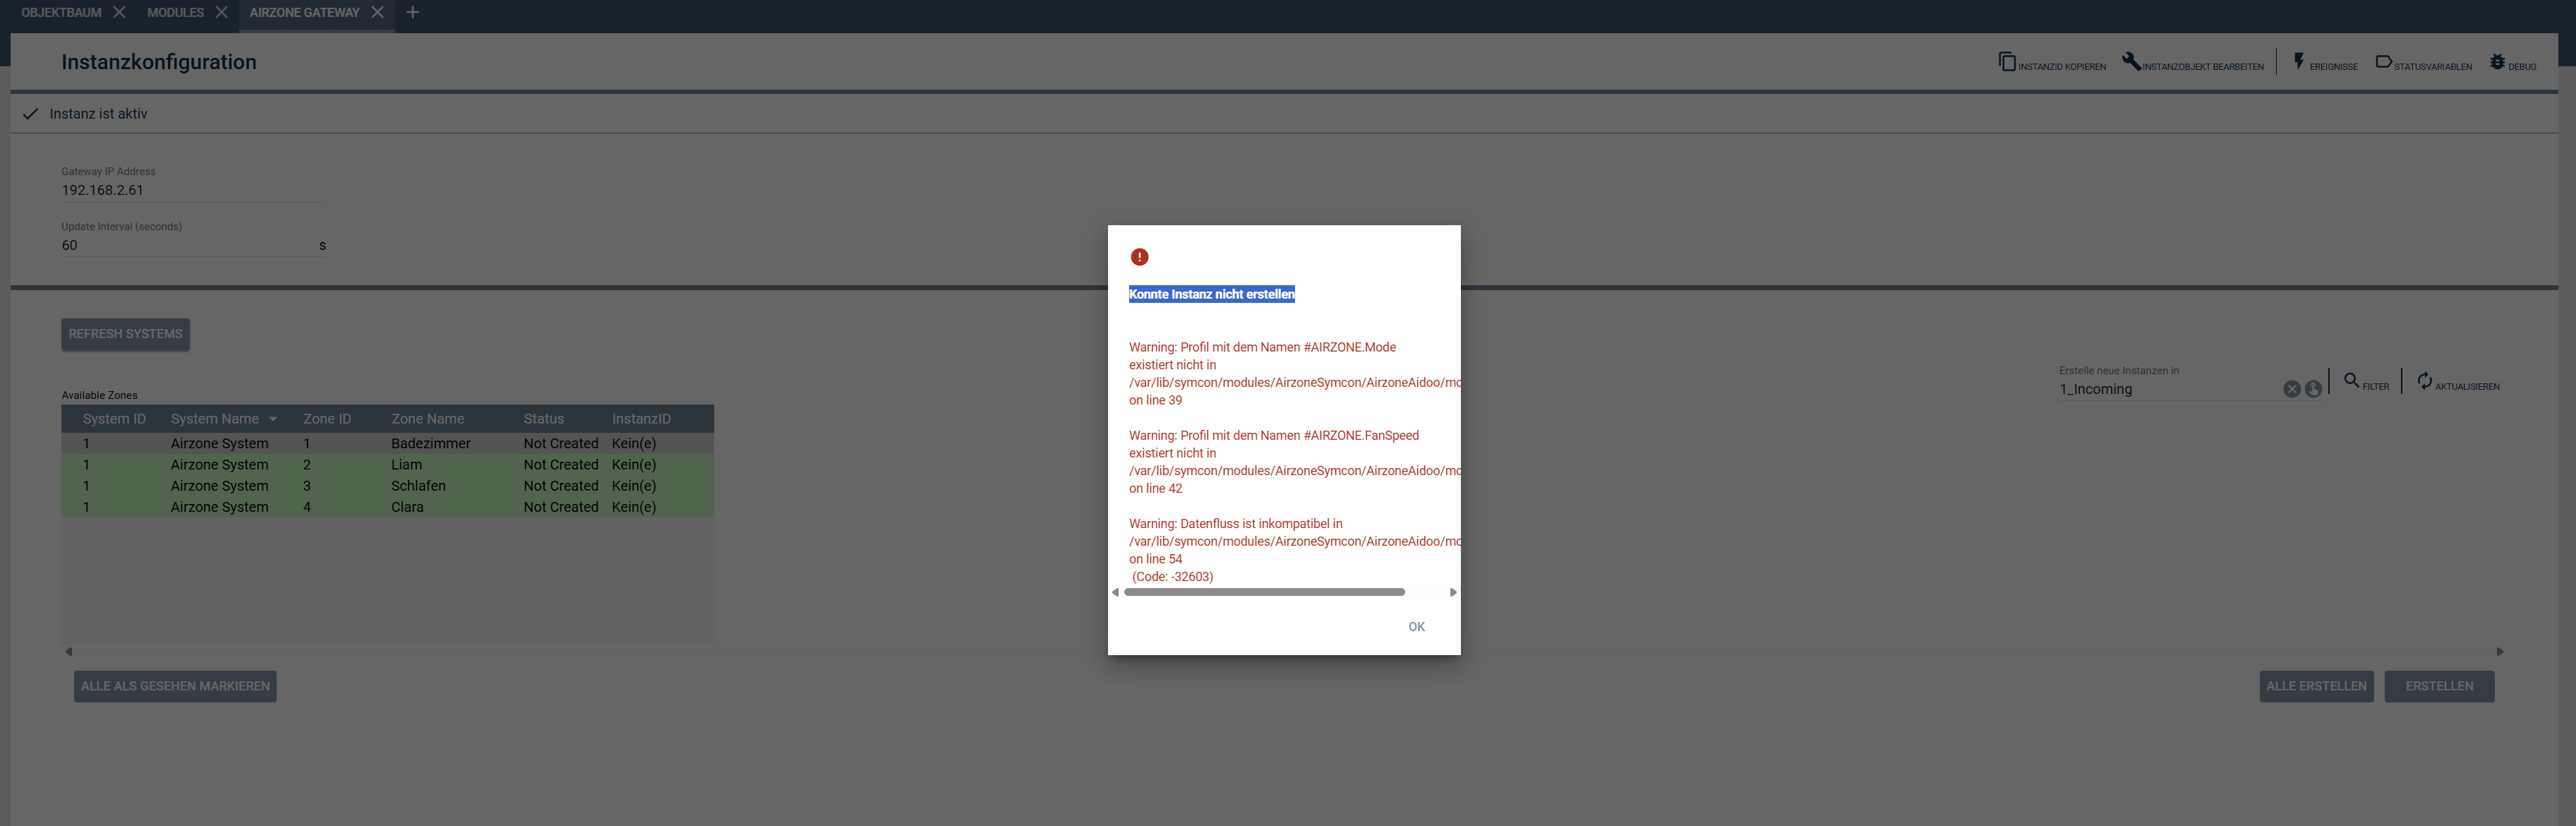 OBJEKTBAUM MODULES AIRZONE GATEWAY
Instanzkonfiguration
INSTANZID KOPIEREN INSTANZOBJEKT BEARBEITEN EREIGNISSE STATUSVARIABLEN DEBUG
Instanz ist aktiv
Gateway IP Address
192.168.2.61
Update Interval (seconds)
60 s
REFRESH SYSTEMS
Erstelle neue Instanzen in
1_Incoming
FILTER AKTUALISIEREN
Available Zones
System ID System Name Zone ID Zone Name Status InstanzID
1 Airzone System 1 Badezimmer Not Created Kein(e)
1 Airzone System 2 Liam Not Created Kein(e)
1 Airzone System 3 Schlafen Not Created Kein(e)
1 Airzone System 4 Clara Not Created Kein(e)
ALLE ALS GESEHEN MARKIEREN
ALLE ERSTELLEN ERSTELLEN
Konnte Instanz nicht erstellen
Warning: Profil mit dem Namen #AIRZONE.Mode
existiert nicht in
/var/lib/symcon/modules/AirzoneSymcon/AirzoneAidoo/mo
on line 39
Warning: Profil mit dem Namen #AIRZONE.FanSpeed
existiert nicht in
/var/lib/symcon/modules/AirzoneSymcon/AirzoneAidoo/mo
on line 42
Warning: Datenfluss ist inkompatibel in
/var/lib/symcon/modules/AirzoneSymcon/AirzoneAidoo/mo
on line 54
(Code: -32603)
OK